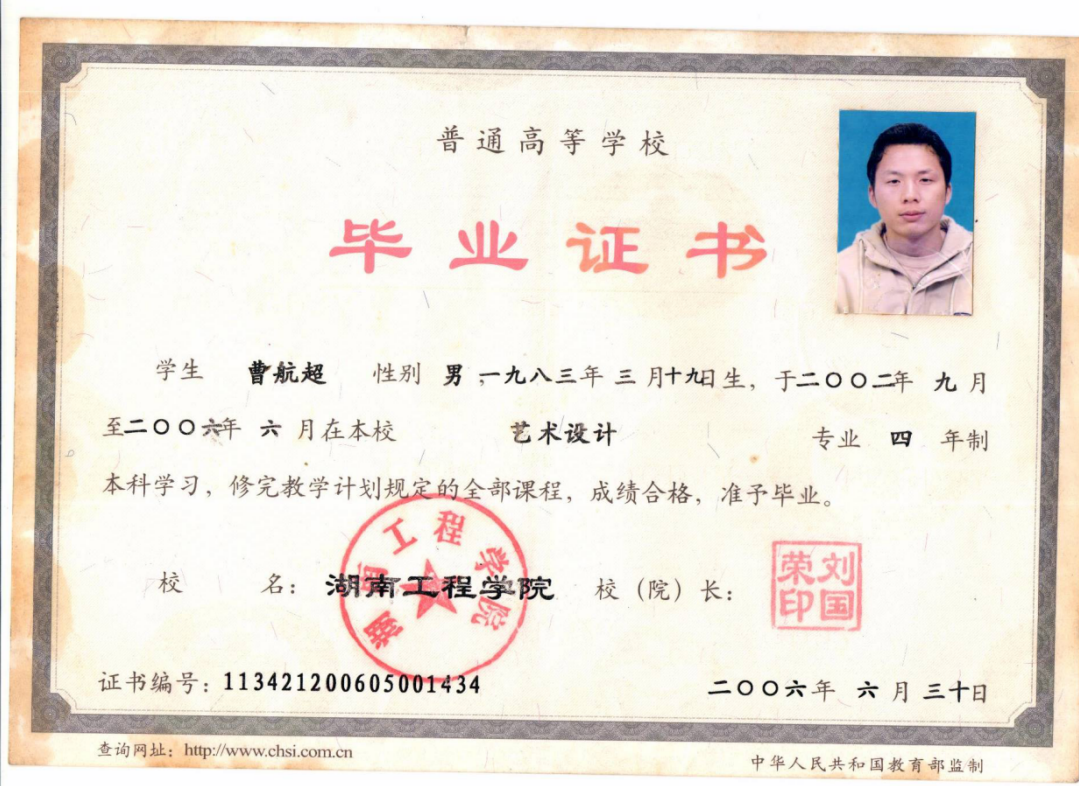 普通高等学校
毕业证书
学生 曹航超 性别 男，一九八三年 三 月十九日生，于二〇〇二年 九 月
至二〇〇六年 六 月在本校 艺术设计 专业 四 年制
本科学习，修完教学计划规定的全部课程，成绩合格，准予毕业。
湖南工程学院
校 名：湖南工程学院 校（院）长：
刘国荣印
证书编号：113421200605001434
二〇〇六年 六 月 三十日
查询网址：http://www.chsi.com.cn
中华人民共和国教育部监制